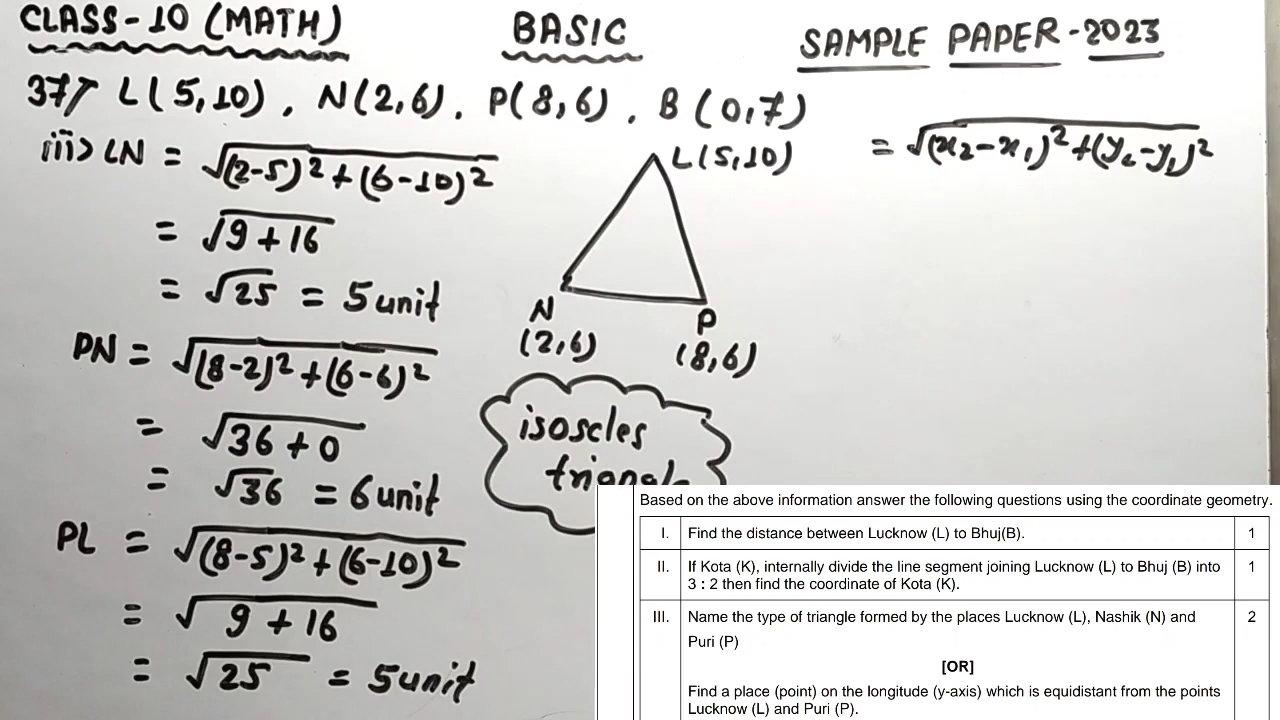 CLASS-10 (MATH) BASIC SAMPLE PAPER-2023
37) L(5,10), N(2,6), P(8,6), B(0,7)
iii> LN = √(2-5)²+(6-10)²
= √9+16
= √25 = 5unit
PN = √(8-2)²+(6-6)²
= √36+0
= √36 = 6unit
PL = √(8-5)²+(6-10)²
= √9+16
= √25 = 5unit
L(5,10)
N
(2,6)
P
(8,6)
isoscles
= √(x₂-x₁)²+(y₂-y₁)²
Based on the above information answer the following questions using the coordinate geometry.
I. Find the distance between Lucknow (L) to Bhuj(B). 1
II. If Kota (K), internally divide the line segment joining Lucknow (L) to Bhuj (B) into 1
3 : 2 then find the coordinate of Kota (K).
III. Name the type of triangle formed by the places Lucknow (L), Nashik (N) and 2
Puri (P)
[OR]
Find a place (point) on the longitude (y-axis) which is equidistant from the points
Lucknow (L) and Puri (P).